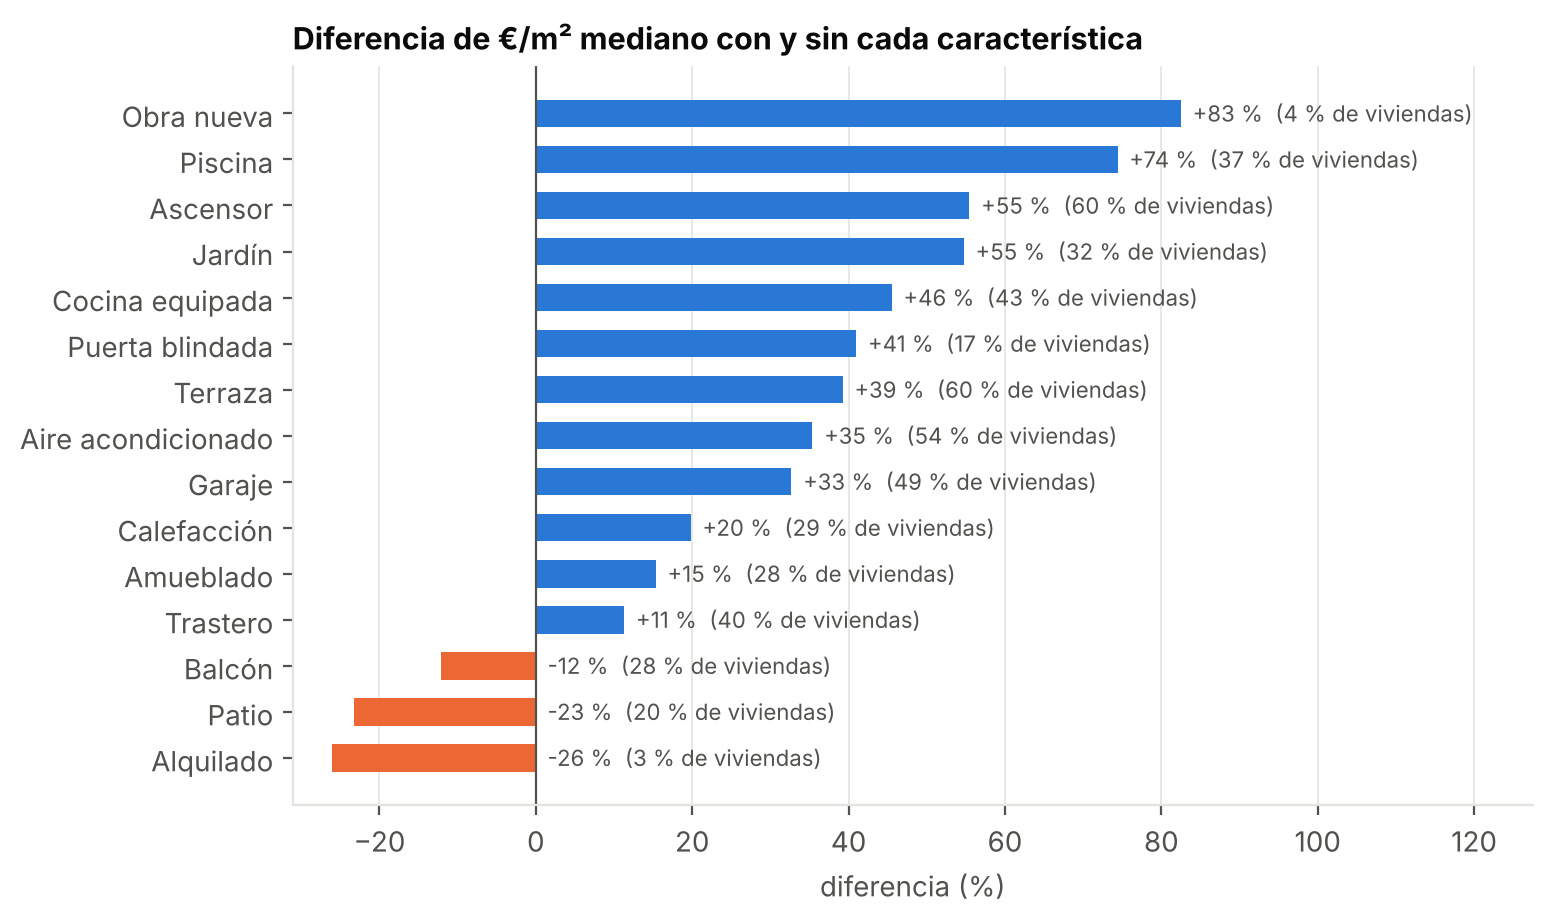 Diferencia de €/m² mediano con y sin cada característica
Obra nueva +83 % (4 % de viviendas)
Piscina +74 % (37 % de viviendas)
Ascensor +55 % (60 % de viviendas)
Jardín +55 % (32 % de viviendas)
Cocina equipada +46 % (43 % de viviendas)
Puerta blindada +41 % (17 % de viviendas)
Terraza +39 % (60 % de viviendas)
Aire acondicionado +35 % (54 % de viviendas)
Garaje +33 % (49 % de viviendas)
Calefacción +20 % (29 % de viviendas)
Amueblado +15 % (28 % de viviendas)
Trastero +11 % (40 % de viviendas)
Balcón -12 % (28 % de viviendas)
Patio -23 % (20 % de viviendas)
Alquilado -26 % (3 % de viviendas)
−20 0 20 40 60 80 100 120
diferencia (%)